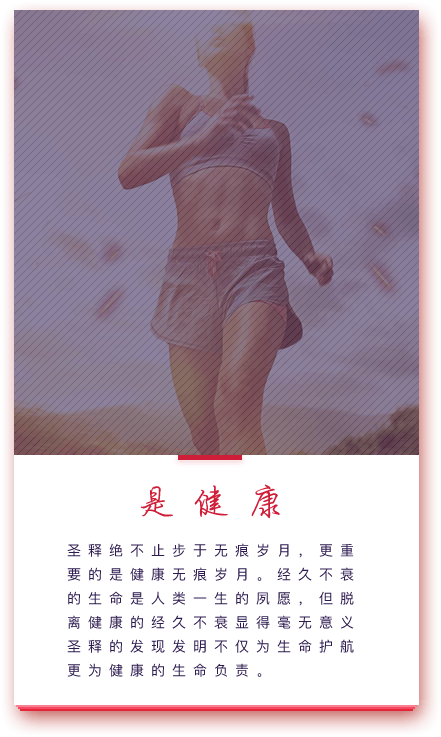 是健康
圣释绝不止步于无痕岁月，更重
要的是健康无痕岁月。经久不衰
的生命是人类一生的夙愿，但脱
离健康的经久不衰显得毫无意义
圣释的发现发明不仅为生命护航
更为健康的生命负责。